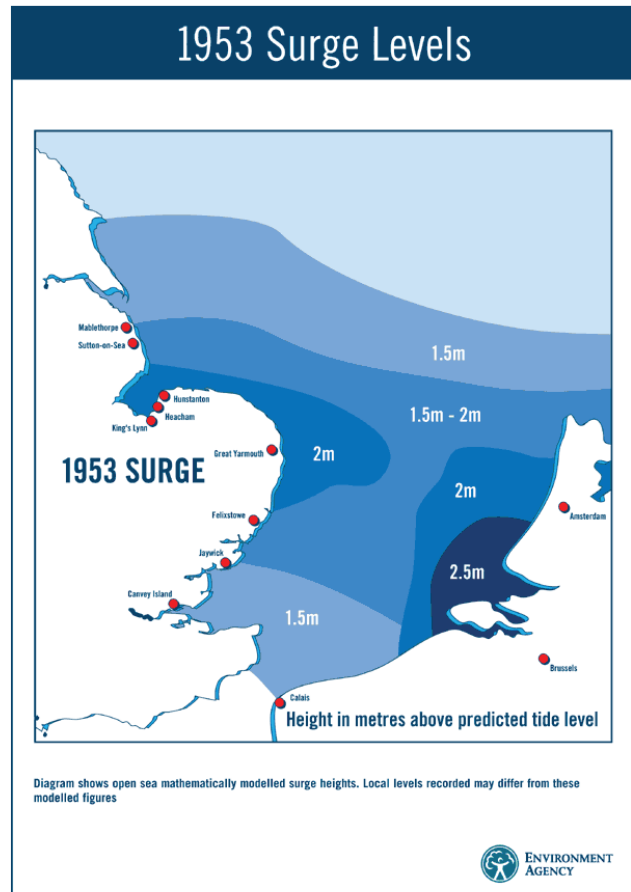 1953 Surge Levels
Mablethorpe
Sutton-on-Sea
1.5m
Hunstanton
Heacham
King's Lynn
1.5m - 2m
Great Yarmouth
2m
1953 SURGE
2m
Felixstowe
Amsterdam
Jaywick
2.5m
Canvey Island
1.5m
Brussels
Calais
Height in metres above predicted tide level
Diagram shows open sea mathematically modelled surge heights. Local levels recorded may differ from these
modelled figures
ENVIRONMENT
AGENCY